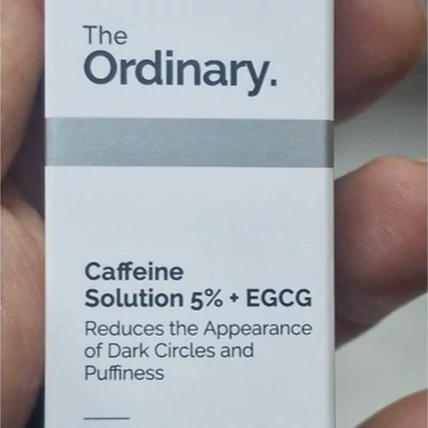 The
Ordinary.
Caffeine
Solution 5% + EGCG
Reduces the Appearance
of Dark Circles and
Puffiness